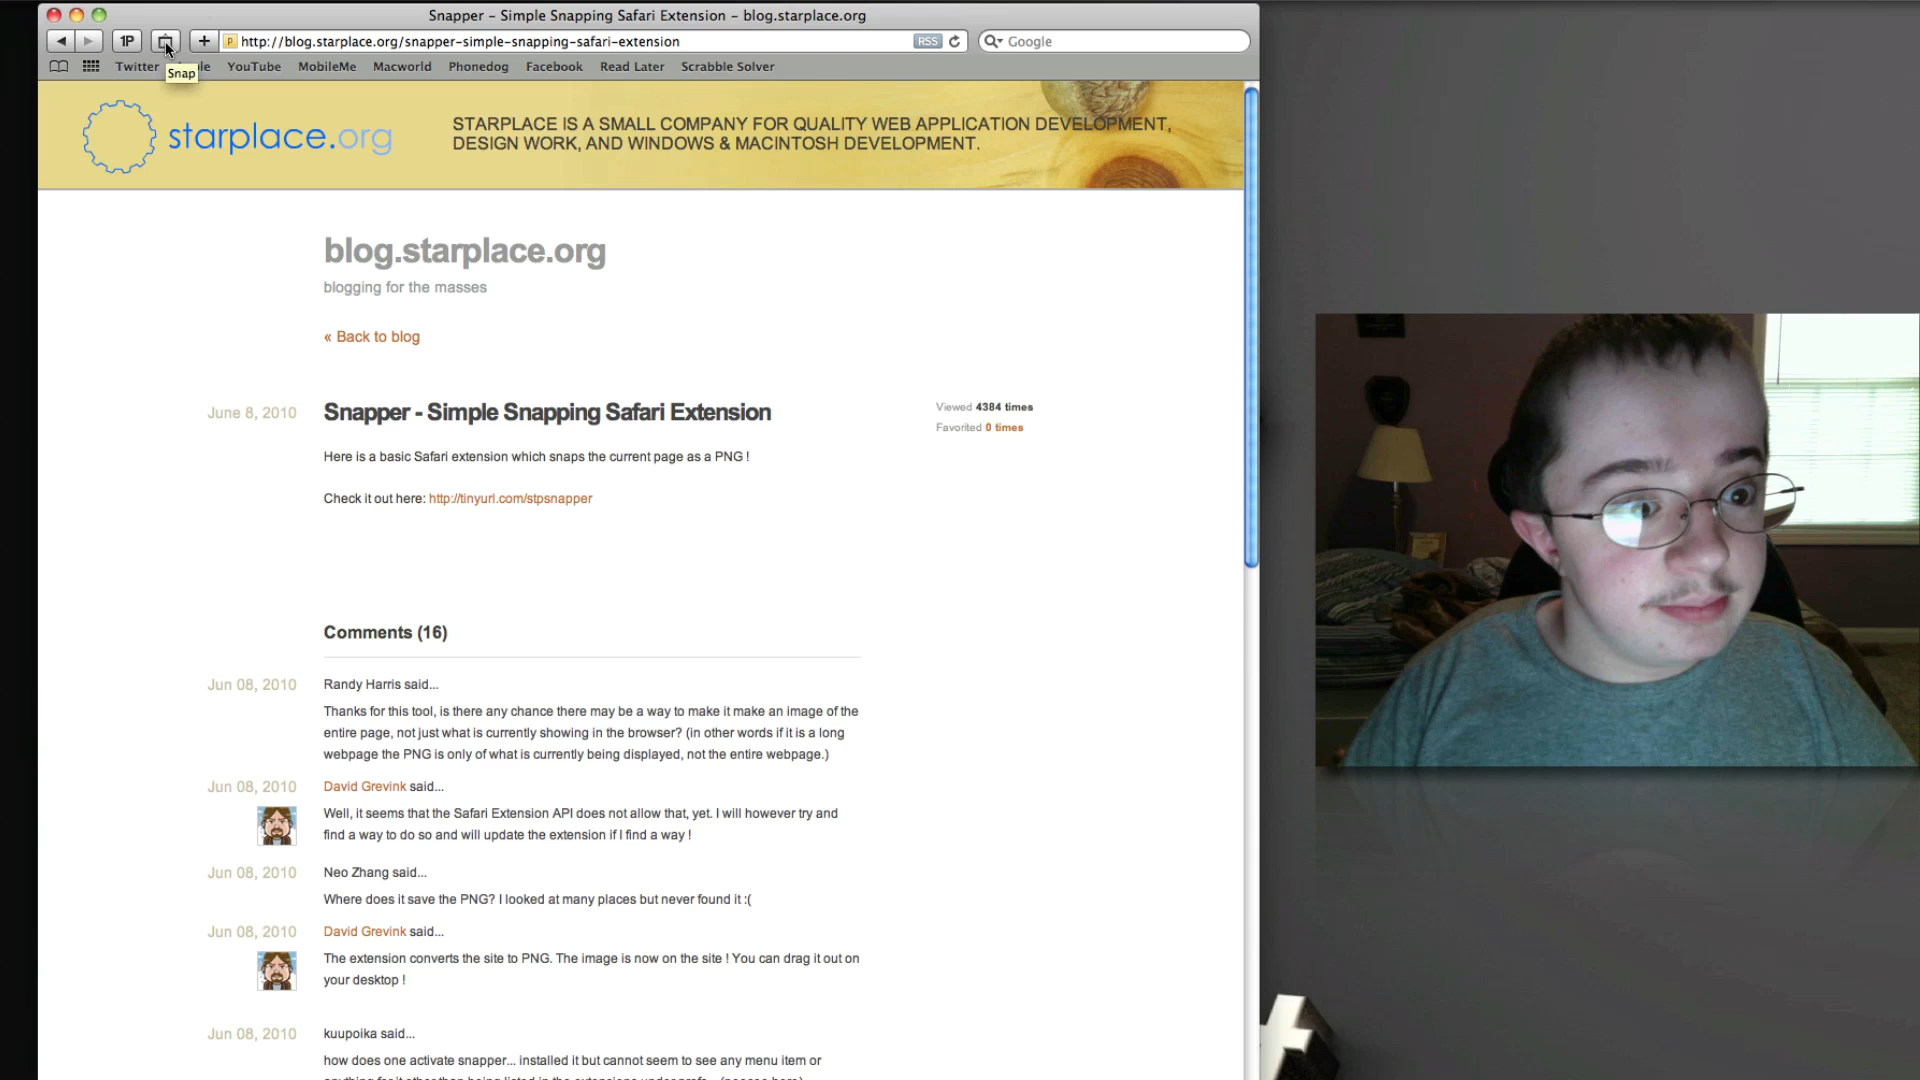 Snapper – Simple Snapping Safari Extension – blog.starplace.org
1P
+
P http://blog.starplace.org/snapper-simple-snapping-safari-extension RSS
Google
Twitter le YouTube MobileMe Macworld Phonedog Facebook Read Later Scrabble Solver
Snap
starplace.org
STARPLACE IS A SMALL COMPANY FOR QUALITY WEB APPLICATION DEVELOPMENT,
DESIGN WORK, AND WINDOWS & MACINTOSH DEVELOPMENT.
blog.starplace.org
blogging for the masses
« Back to blog
June 8, 2010
Snapper - Simple Snapping Safari Extension
Viewed 4384 times
Favorited 0 times
Here is a basic Safari extension which snaps the current page as a PNG !
Check it out here: http://tinyurl.com/stpsnapper
Comments (16)
Jun 08, 2010
Randy Harris said...
Thanks for this tool, is there any chance there may be a way to make it make an image of the
entire page, not just what is currently showing in the browser? (in other words if it is a long
webpage the PNG is only of what is currently being displayed, not the entire webpage.)
Jun 08, 2010
David Grevink said...
Well, it seems that the Safari Extension API does not allow that, yet. I will however try and
find a way to do so and will update the extension if I find a way !
Jun 08, 2010
Neo Zhang said...
Where does it save the PNG? I looked at many places but never found it :(
Jun 08, 2010
David Grevink said...
The extension converts the site to PNG. The image is now on the site ! You can drag it out on
your desktop !
Jun 08, 2010
kuupoika said...
how does one activate snapper... installed it but cannot seem to see any menu item or